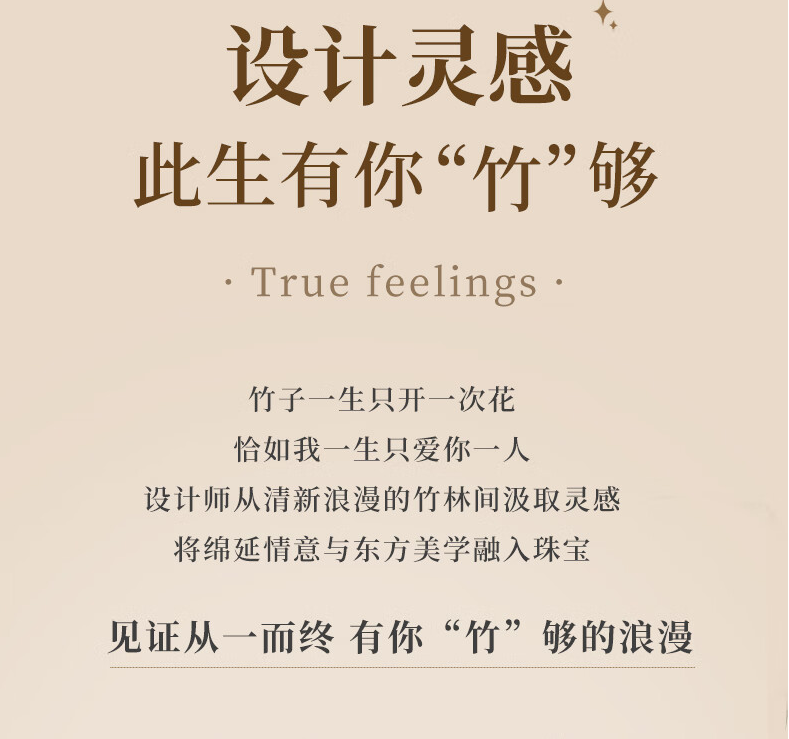 设计灵感
此生有你“竹”够
· True feelings ·
竹子一生只开一次花
恰如我一生只爱你一人
设计师从清新浪漫的竹林间汲取灵感
将绵延情意与东方美学融入珠宝
见证从一而终 有你“竹”够的浪漫